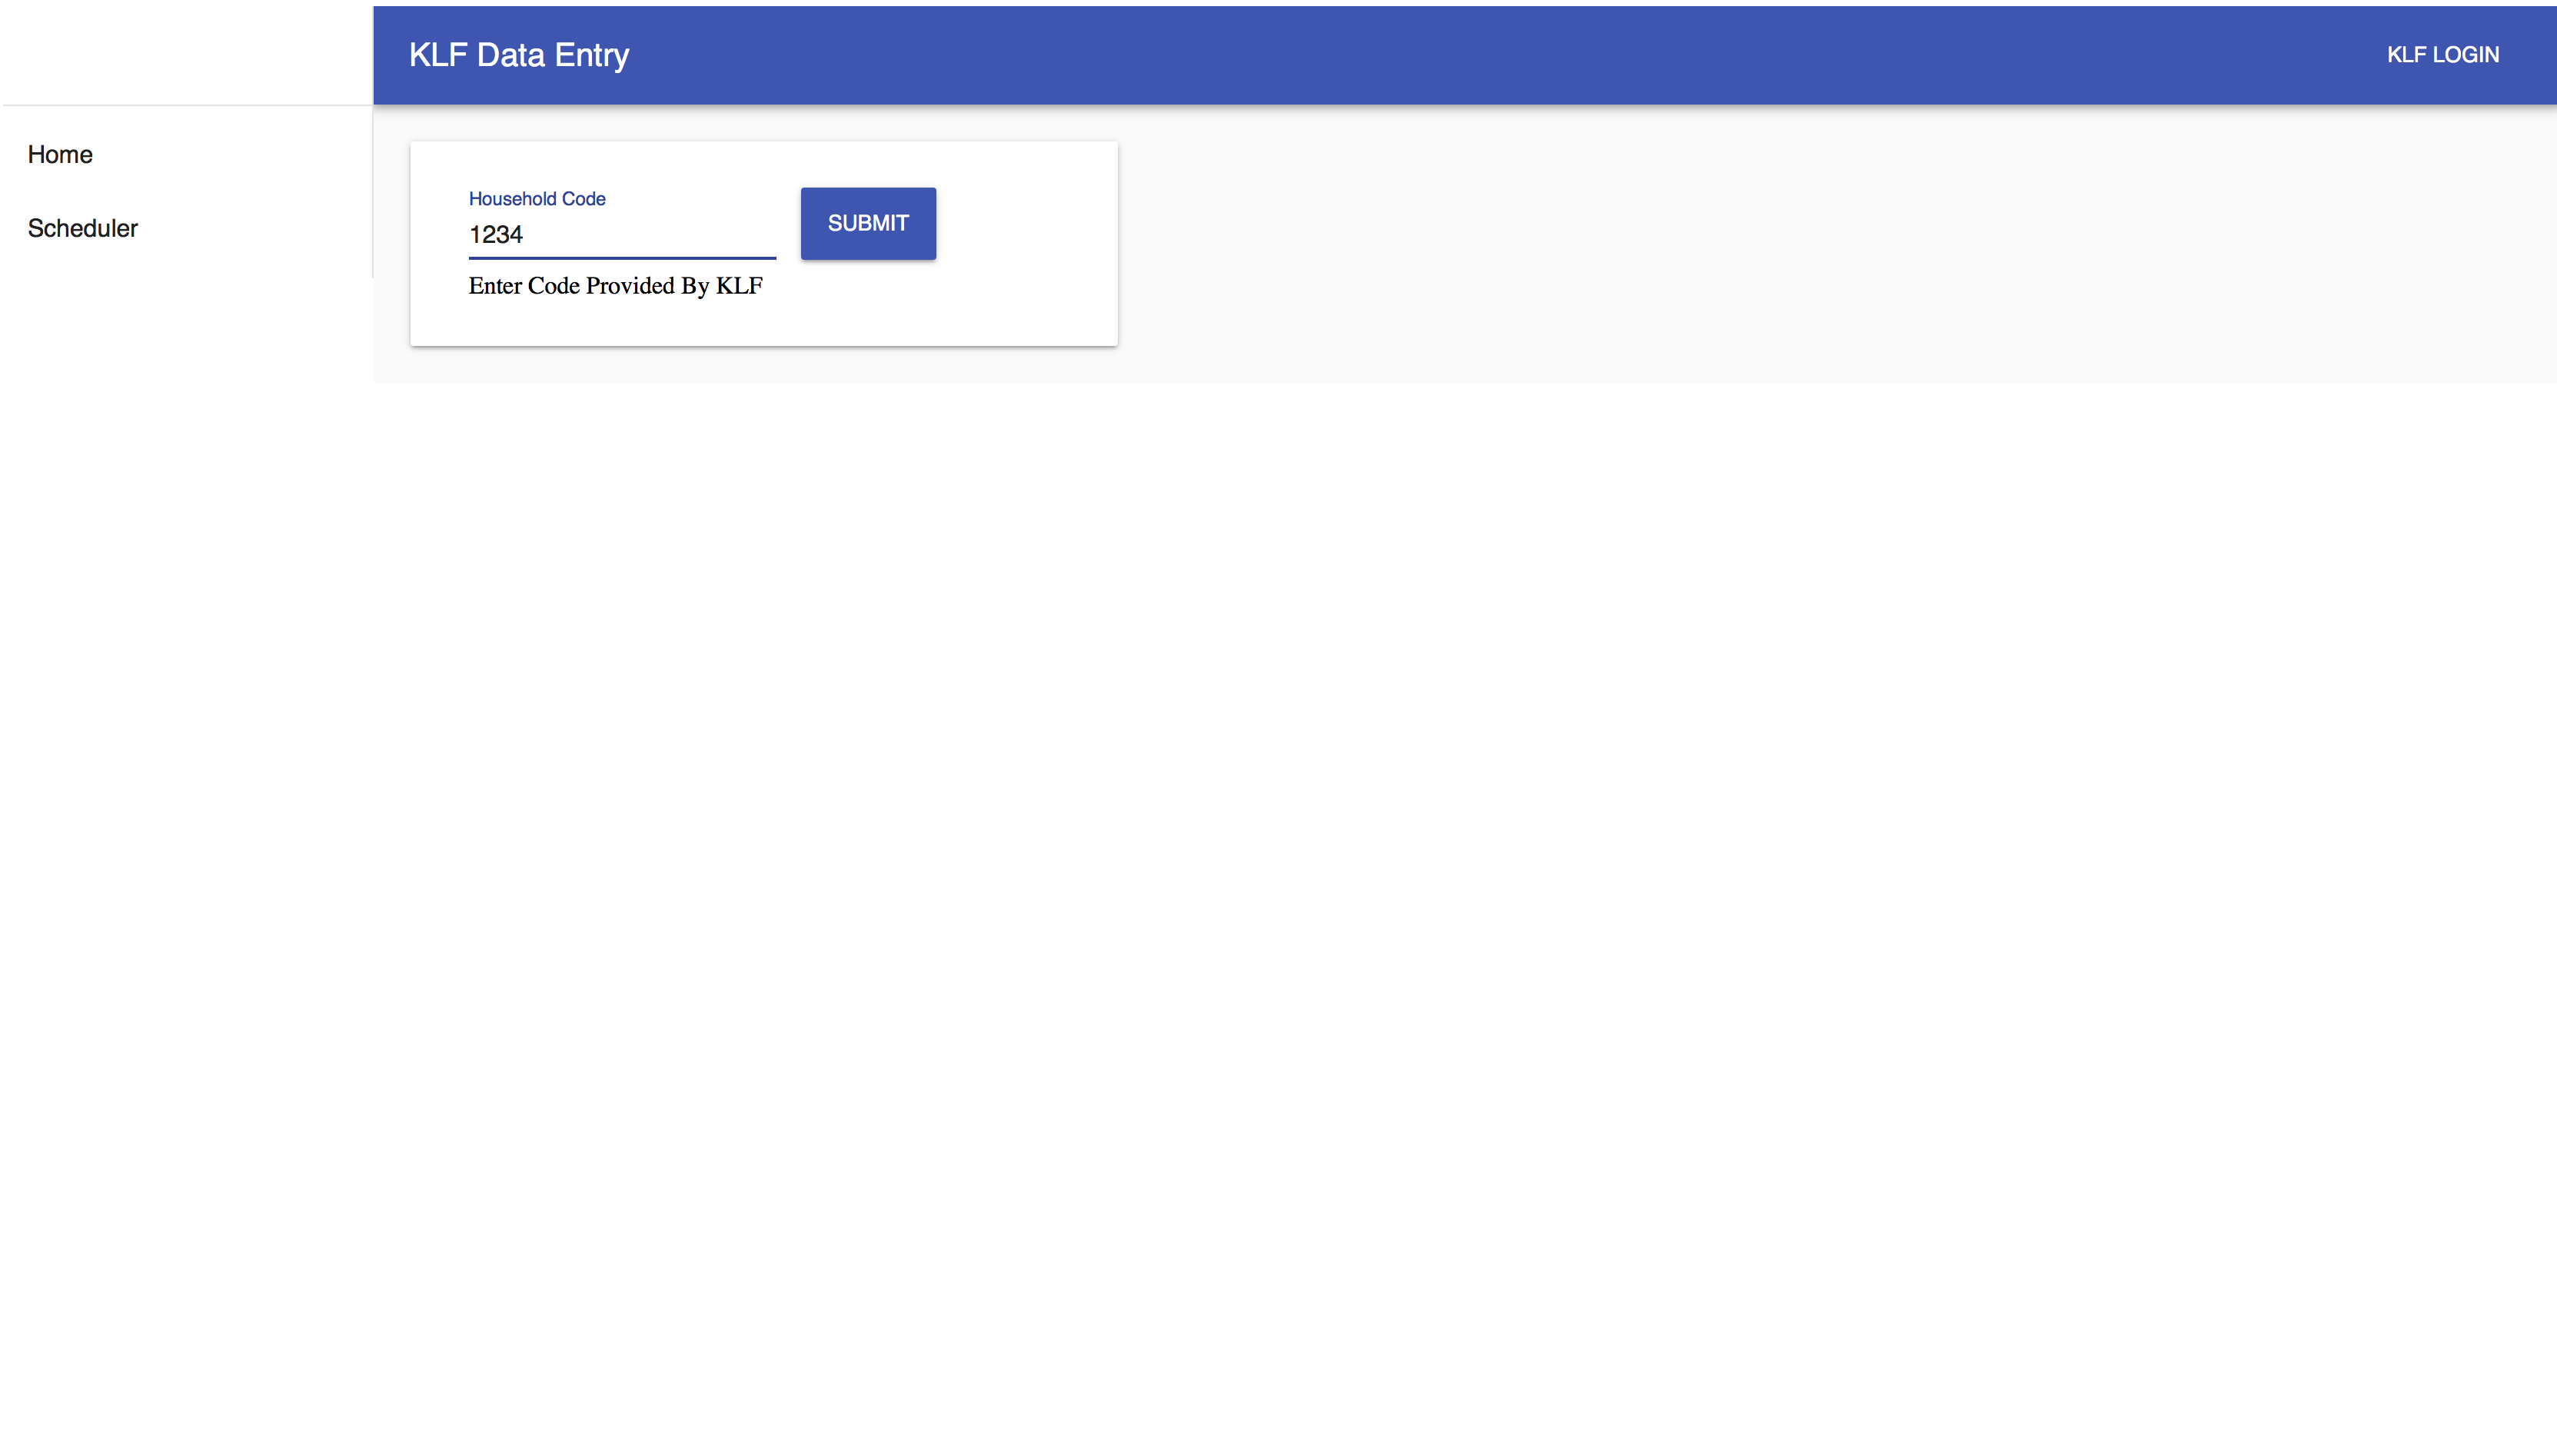 KLF Data Entry
KLF LOGIN
Home
Scheduler
Household Code
1234
SUBMIT
Enter Code Provided By KLF